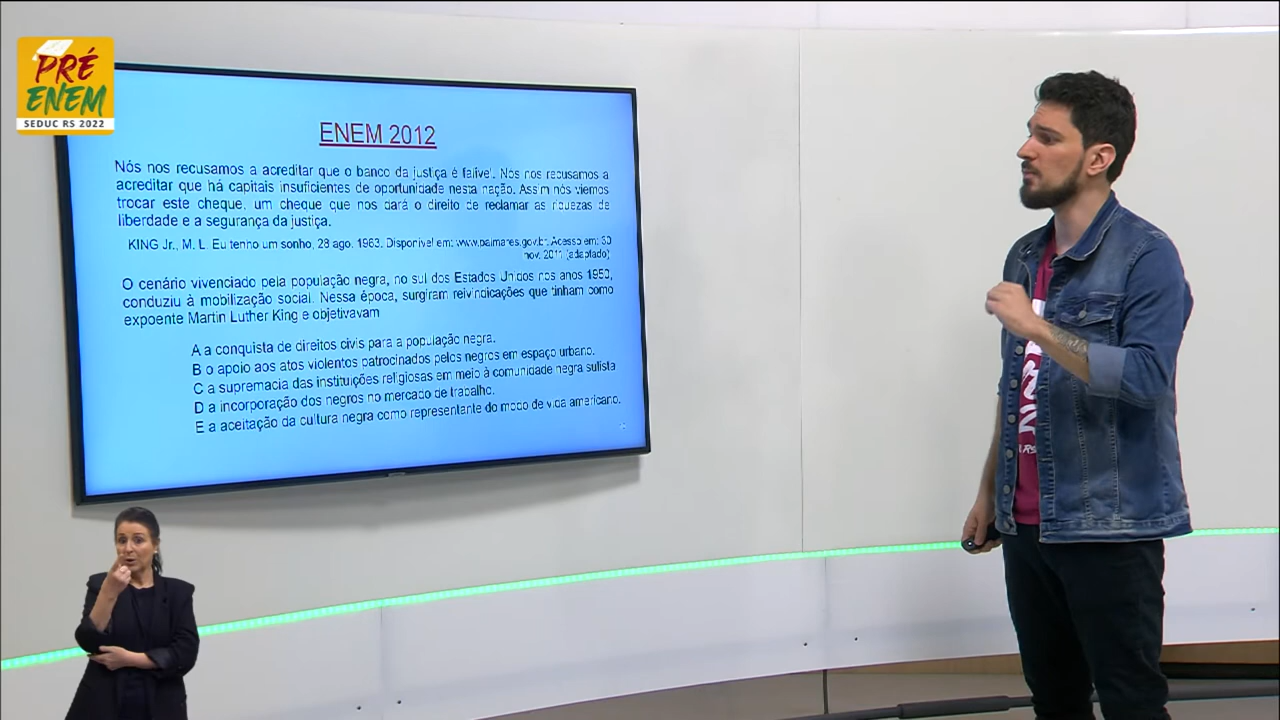 PRÉ
ENEM
SEDUC RS 2022
ENEM 2012
Nós nos recusamos a acreditar que o banco da justiça é falível. Nós nos recusamos a
acreditar que há capitais insuficientes de oportunidade nesta nação. Assim nós viemos
trocar este cheque, um cheque que nos dará o direito de reclamar as riquezas de
liberdade e a segurança da justiça.
KING Jr., M. L. Eu tenho um sonho, 28 ago. 1963. Disponível em: www.palmares.gov.br. Acesso em: 30
nov. 2011 (adaptado)
O cenário vivenciado pela população negra, no sul dos Estados Unidos nos anos 1950,
conduziu à mobilização social. Nessa época, surgiram reivindicações que tinham como
expoente Martin Luther King e objetivavam
A a conquista de direitos civis para a população negra.
B o apoio aos atos violentos patrocinados pelos negros em espaço urbano.
C a supremacia das instituições religiosas em meio à comunidade negra sulista
D a incorporação dos negros no mercado de trabalho.
E a aceitação da cultura negra como representante do modo de vida americano.